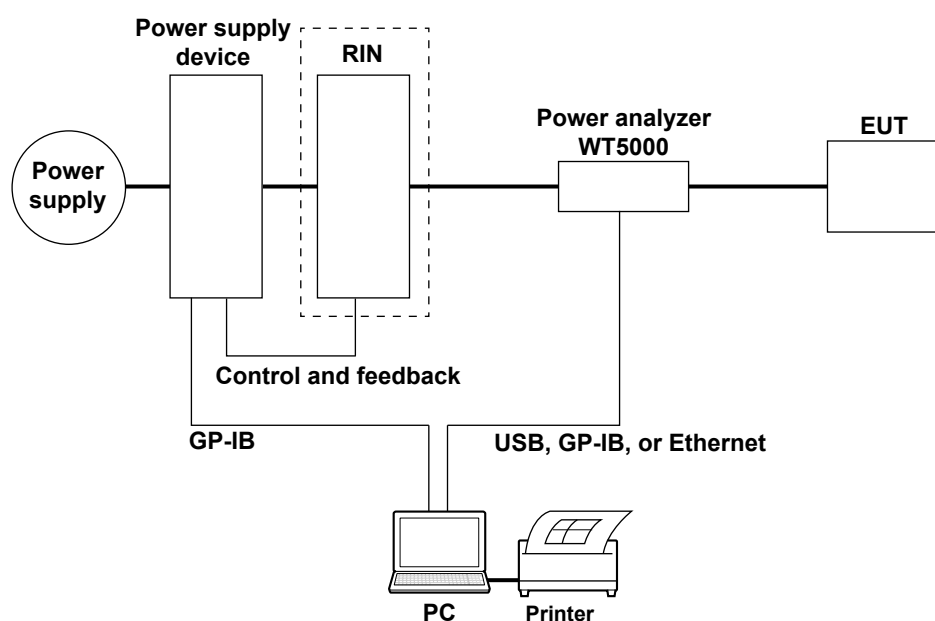 Power supply
device
RIN
Power analyzer
WT5000
EUT
Power
supply
Control and feedback
GP-IB
USB, GP-IB, or Ethernet
PC
Printer